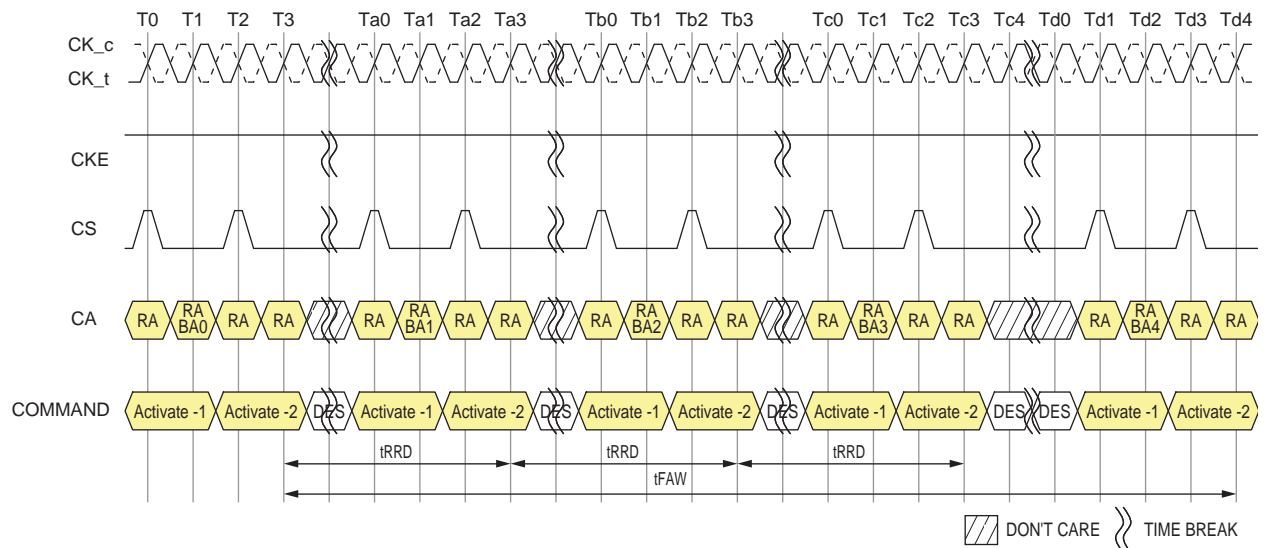 T0 T1 T2 T3 Ta0 Ta1 Ta2 Ta3 Tb0 Tb1 Tb2 Tb3 Tc0 Tc1 Tc2 Tc3 Tc4 Td0 Td1 Td2 Td3 Td4
CK_c
CK_t
CKE
CS
CA RA RA BA0 RA RA RA RA BA1 RA RA RA RA BA2 RA RA RA RA BA3 RA RA RA RA BA4 RA RA
COMMAND Activate -1 Activate -2 DES Activate -1 Activate -2 DES Activate -1 Activate -2 DES Activate -1 Activate -2 DES DES Activate -1 Activate -2
tRRD tRRD tRRD
tFAW
DON'T CARE TIME BREAK